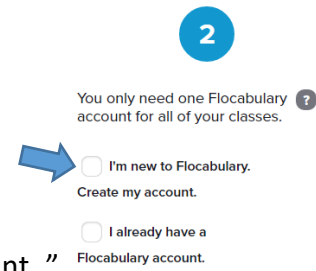 2
You only need one Flocabulary ?
account for all of your classes.
I'm new to Flocabulary.
Create my account.
I already have a
Flocabulary account.